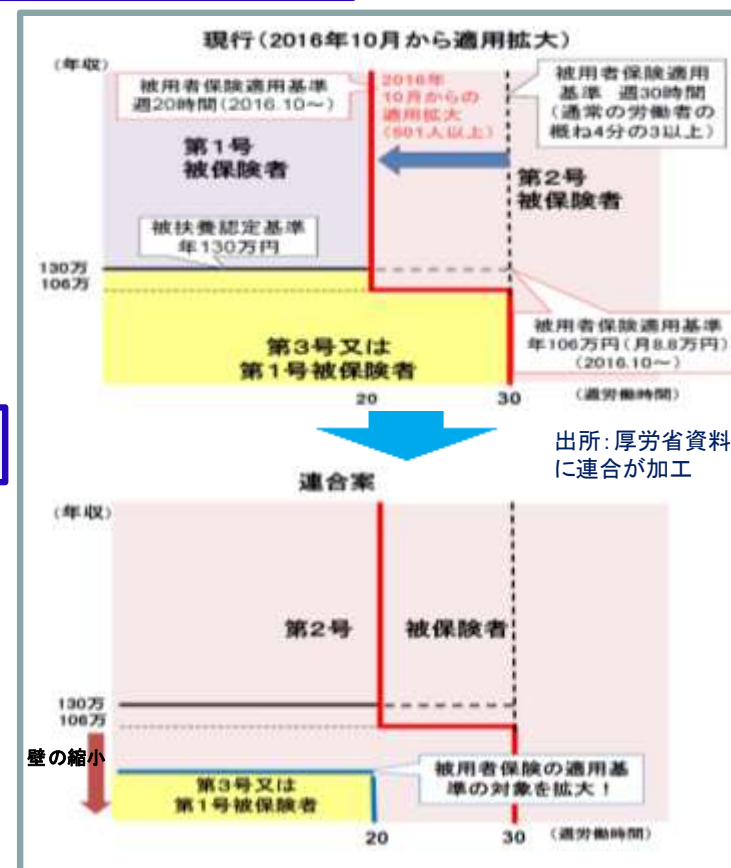 現行(2016年10月から適用拡大)
(年収)
被用者保険適用基準
週20時間(2016.10~)
2016年
10月からの
適用拡大
(501人以上)
被用者保険適用
基準 週30時間
(通常の労働者の
概ね4分の3以上)
第1号
被保険者
第2号
被保険者
被扶養認定基準
年130万円
130万
106万
第3号又は
第1号被保険者
被用者保険適用基準
年106万円(月8.8万円)
(2016.10~)
20
30
(週労働時間)
出所:厚労省資料
に連合が加工
連合案
(年収)
第2号 被保険者
130万
106万
壁の縮小
被用者保険の適用基
準の対象を拡大!
第3号又は
第1号被保険者
20
30
(週労働時間)